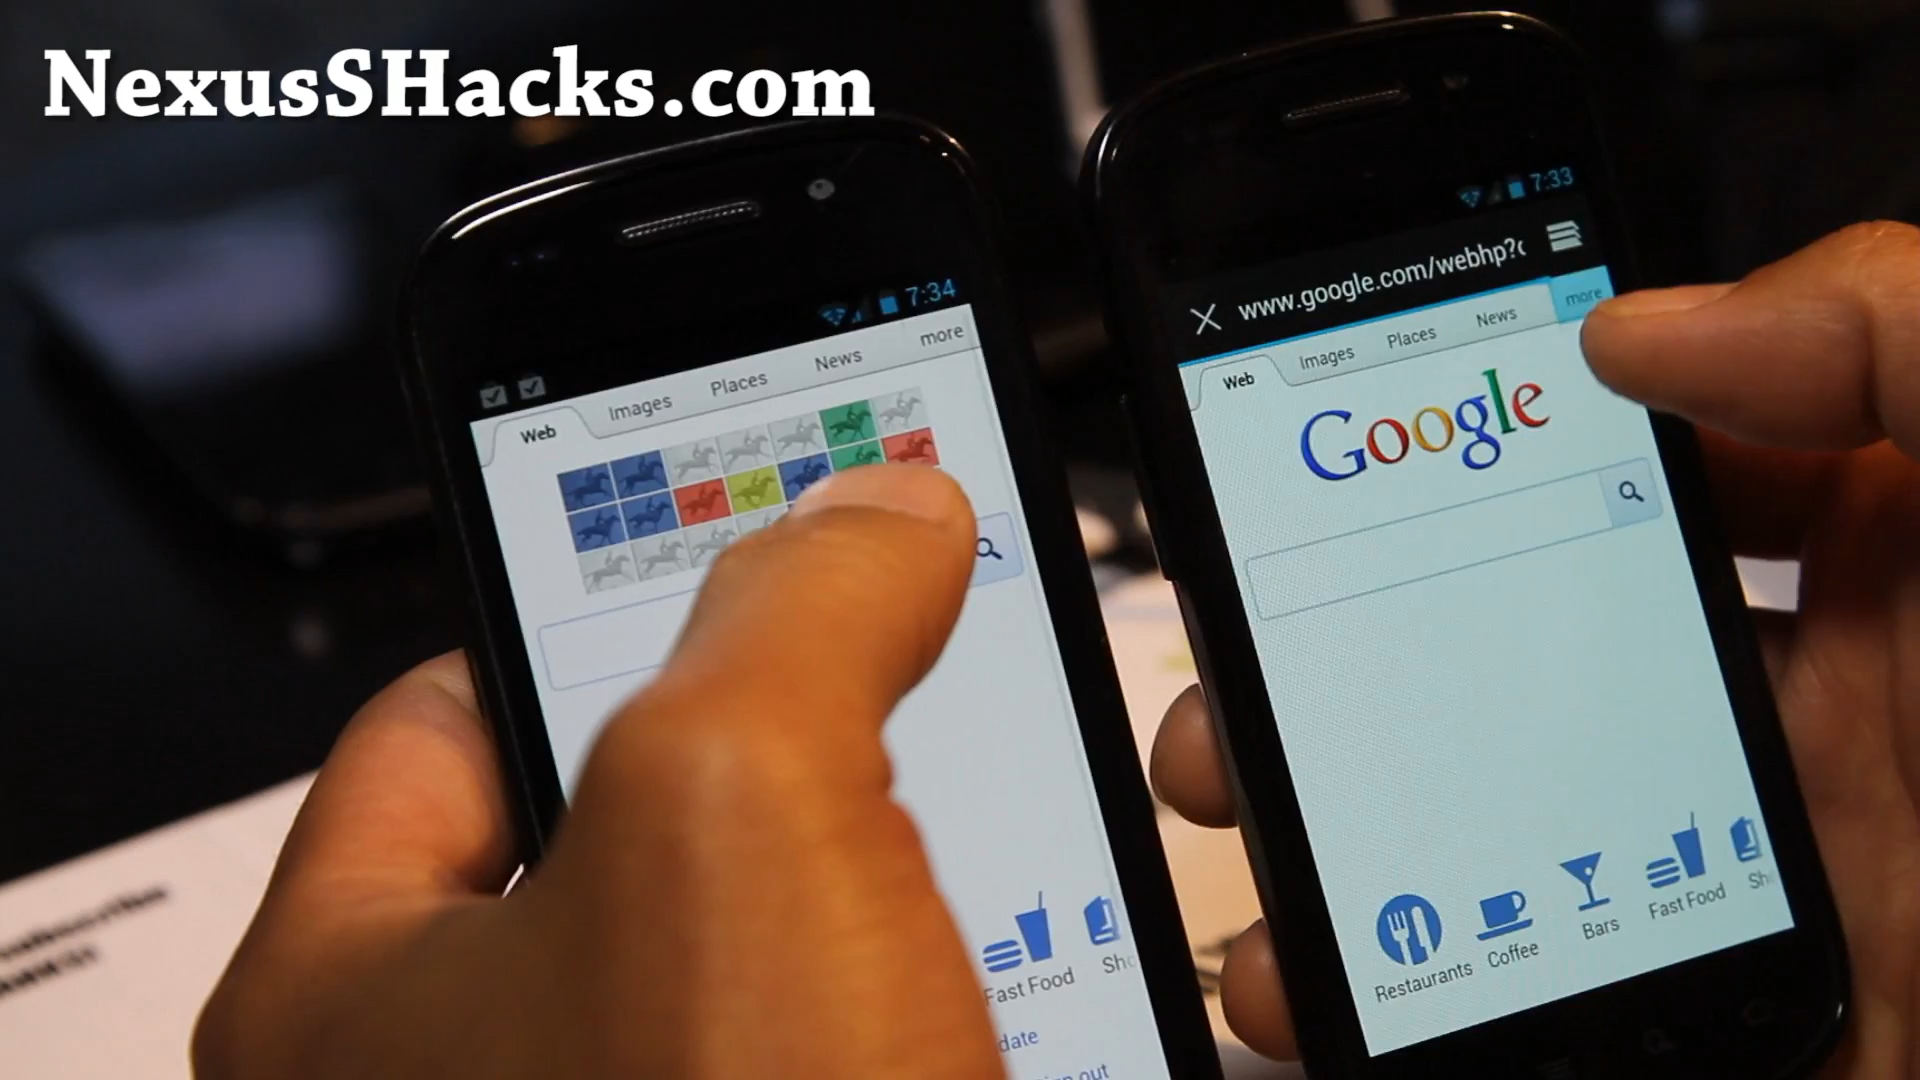 NexusSHacks.com
7:34
Web Images Places News more
Fast Food
date
out
7:33
www.google.com/webhp?
Web Images Places News more
Google
Restaurants Coffee Bars Fast Food